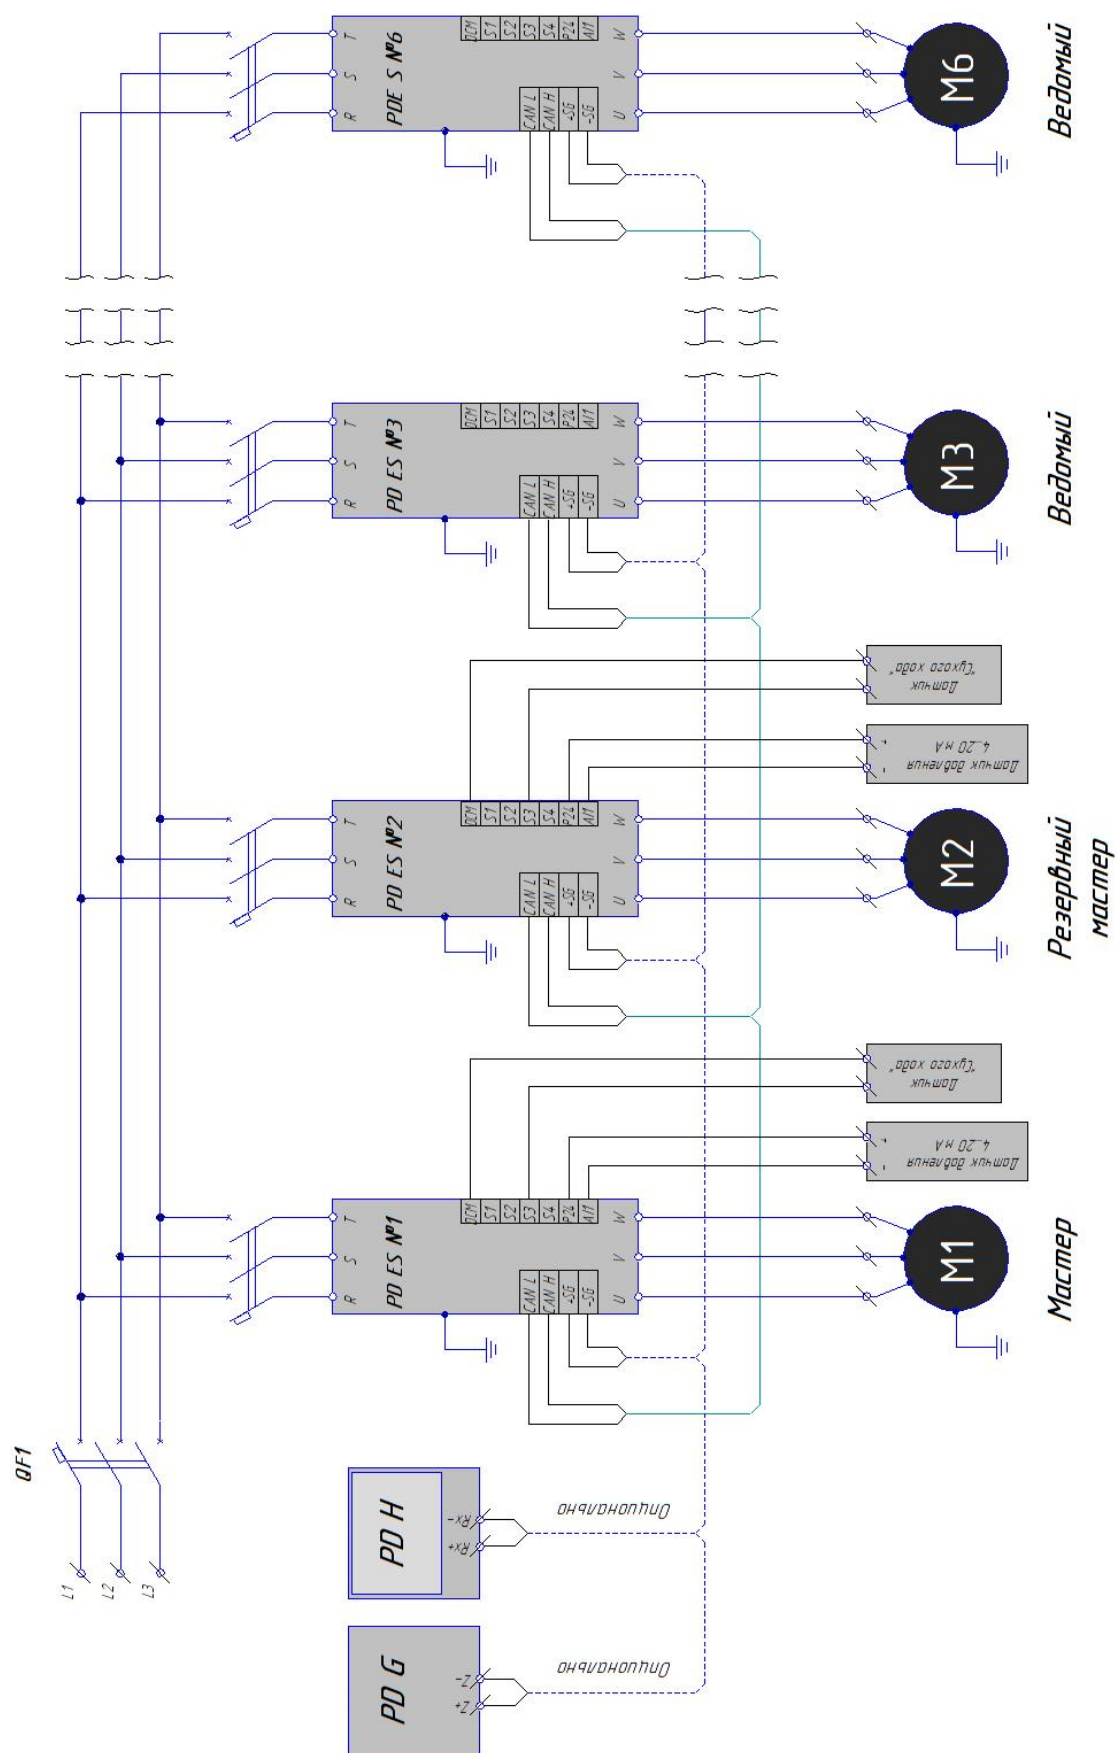 QF1
L1
L2
L3
PD G
Z+
Z-
Опционально
PD H
Rx+
Rx-
Опционально
R
S
T
PD ES №1
DCM
S1
S2
S3
S4
P24
AI1
CAN L
CAN H
+SG
-SG
U
V
W
Датчик давления
4...20 мА
-
+
Датчик
"Сухого хода"
M1
Мастер
R
S
T
PD ES №2
DCM
S1
S2
S3
S4
P24
AI1
CAN L
CAN H
+SG
-SG
U
V
W
Датчик давления
4...20 мА
-
+
Датчик
"Сухого хода"
M2
Резервный
мастер
R
S
T
PD ES №3
DCM
S1
S2
S3
S4
P24
AI1
CAN L
CAN H
+SG
-SG
U
V
W
M3
Ведомый
R
S
T
PDE S №6
DCM
S1
S2
S3
S4
P24
AI1
CAN L
CAN H
+SG
-SG
U
V
W
M6
Ведомый